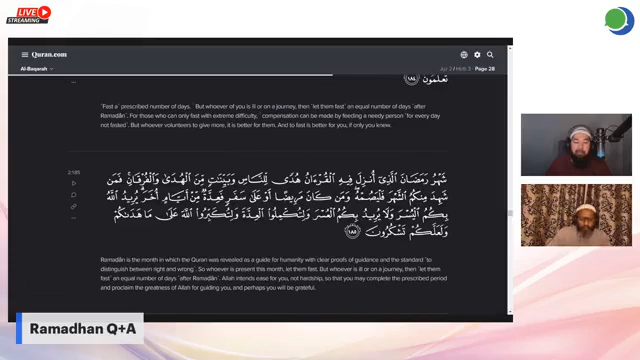 LIVE
STREAMING
Quran.com
Al-Baqarah
Juz 2 / Hizb 3 - Page 28
تَعْلَمُونَ ١٨٤
˹Fast a˺ prescribed number of days. But whoever of you is ill or on a journey, then ˹let them fast˺ an equal number of days ˹after
Ramaḍân˺. For those who can only fast with extreme difficulty, compensation can be made by feeding a needy person ˹for every day
not fasted˺. But whoever volunteers to give more, it is better for them. And to fast is better for you, if only you knew.
2:185
شَهْرُ رَمَضَانَ ٱلَّذِىٓ أُنزِلَ فِيهِ ٱلْقُرْءَانُ هُدًى لِّلنَّاسِ وَبَيِّنَـٰتٍ مِّنَ ٱلْهُدَىٰ وَٱلْفُرْقَانِ ۚ فَمَن
شَهِدَ مِنكُمُ ٱلشَّهْرَ فَلْيَصُمْهُ ۖ وَمَن كَانَ مَرِيضًا أَوْ عَلَىٰ سَفَرٍ فَعِدَّةٌ مِّنْ أَيَّامٍ أُخَرَ ۗ يُرِيدُ ٱللَّهُ
بِكُمُ ٱلْيُسْرَ وَلَا يُرِيدُ بِكُمُ ٱلْعُسْرَ وَلِتُكْمِلُوا۟ ٱلْعِدَّةَ وَلِتُكَبِّرُوا۟ ٱللَّهَ عَلَىٰ مَا هَدَىٰكُمْ
وَلَعَلَّكُمْ تَشْكُرُونَ ١٨٥
Ramaḍân is the month in which the Quran was revealed as a guide for humanity with clear proofs of guidance and the standard ˹to
distinguish between right and wrong˺. So whoever is present this month, let them fast. But whoever is ill or on a journey, then ˹let them
fast˺ an equal number of days ˹after Ramaḍân˺. Allah intends ease for you, not hardship, so that you may complete the prescribed period
and proclaim the greatness of Allah for guiding you, and perhaps you will be grateful.
Ramadhan Q+A